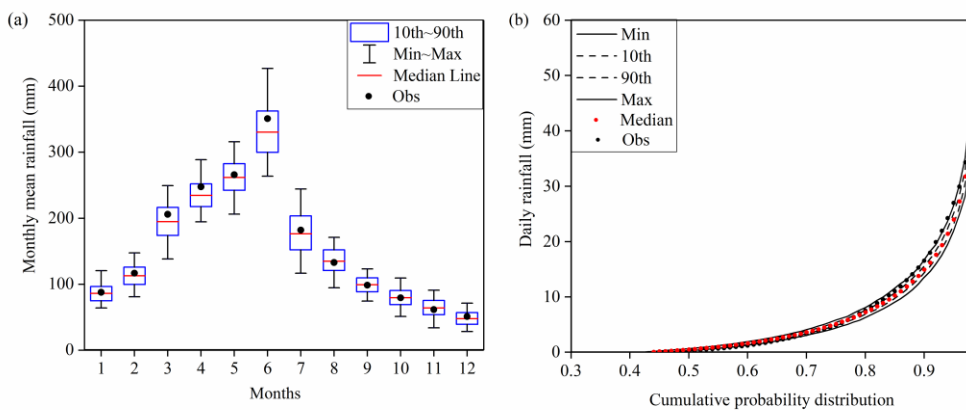 (a)
500
400
300
200
100
0
Monthly mean rainfall (mm)
10th~90th
Min~Max
Median Line
Obs
1 2 3 4 5 6 7 8 9 10 11 12
Months
(b)
60
50
40
30
20
10
0
Daily rainfall (mm)
Min
10th
90th
Max
Median
Obs
0.3 0.4 0.5 0.6 0.7 0.8 0.9
Cumulative probability distribution